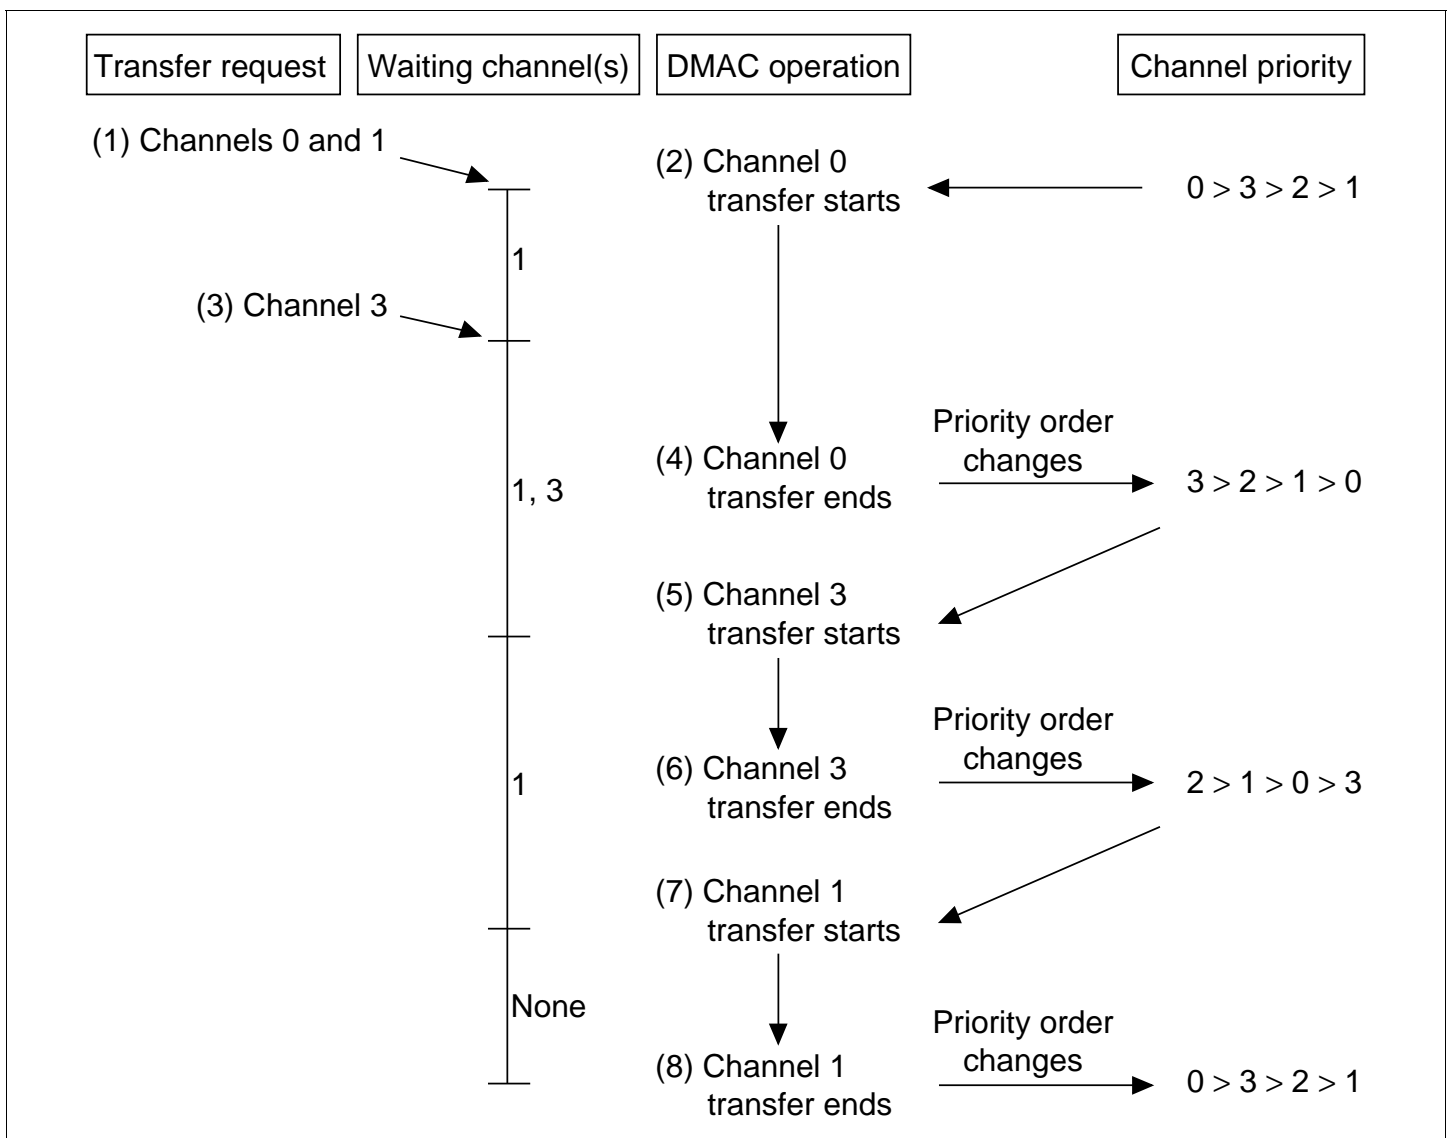 Transfer request
Waiting channel(s)
DMAC operation
Channel priority
(1) Channels 0 and 1
(2) Channel 0
transfer starts
0 > 3 > 2 > 1
1
(3) Channel 3
Priority order
changes
(4) Channel 0
transfer ends
3 > 2 > 1 > 0
1, 3
(5) Channel 3
transfer starts
Priority order
changes
(6) Channel 3
transfer ends
2 > 1 > 0 > 3
1
(7) Channel 1
transfer starts
None
Priority order
changes
(8) Channel 1
transfer ends
0 > 3 > 2 > 1